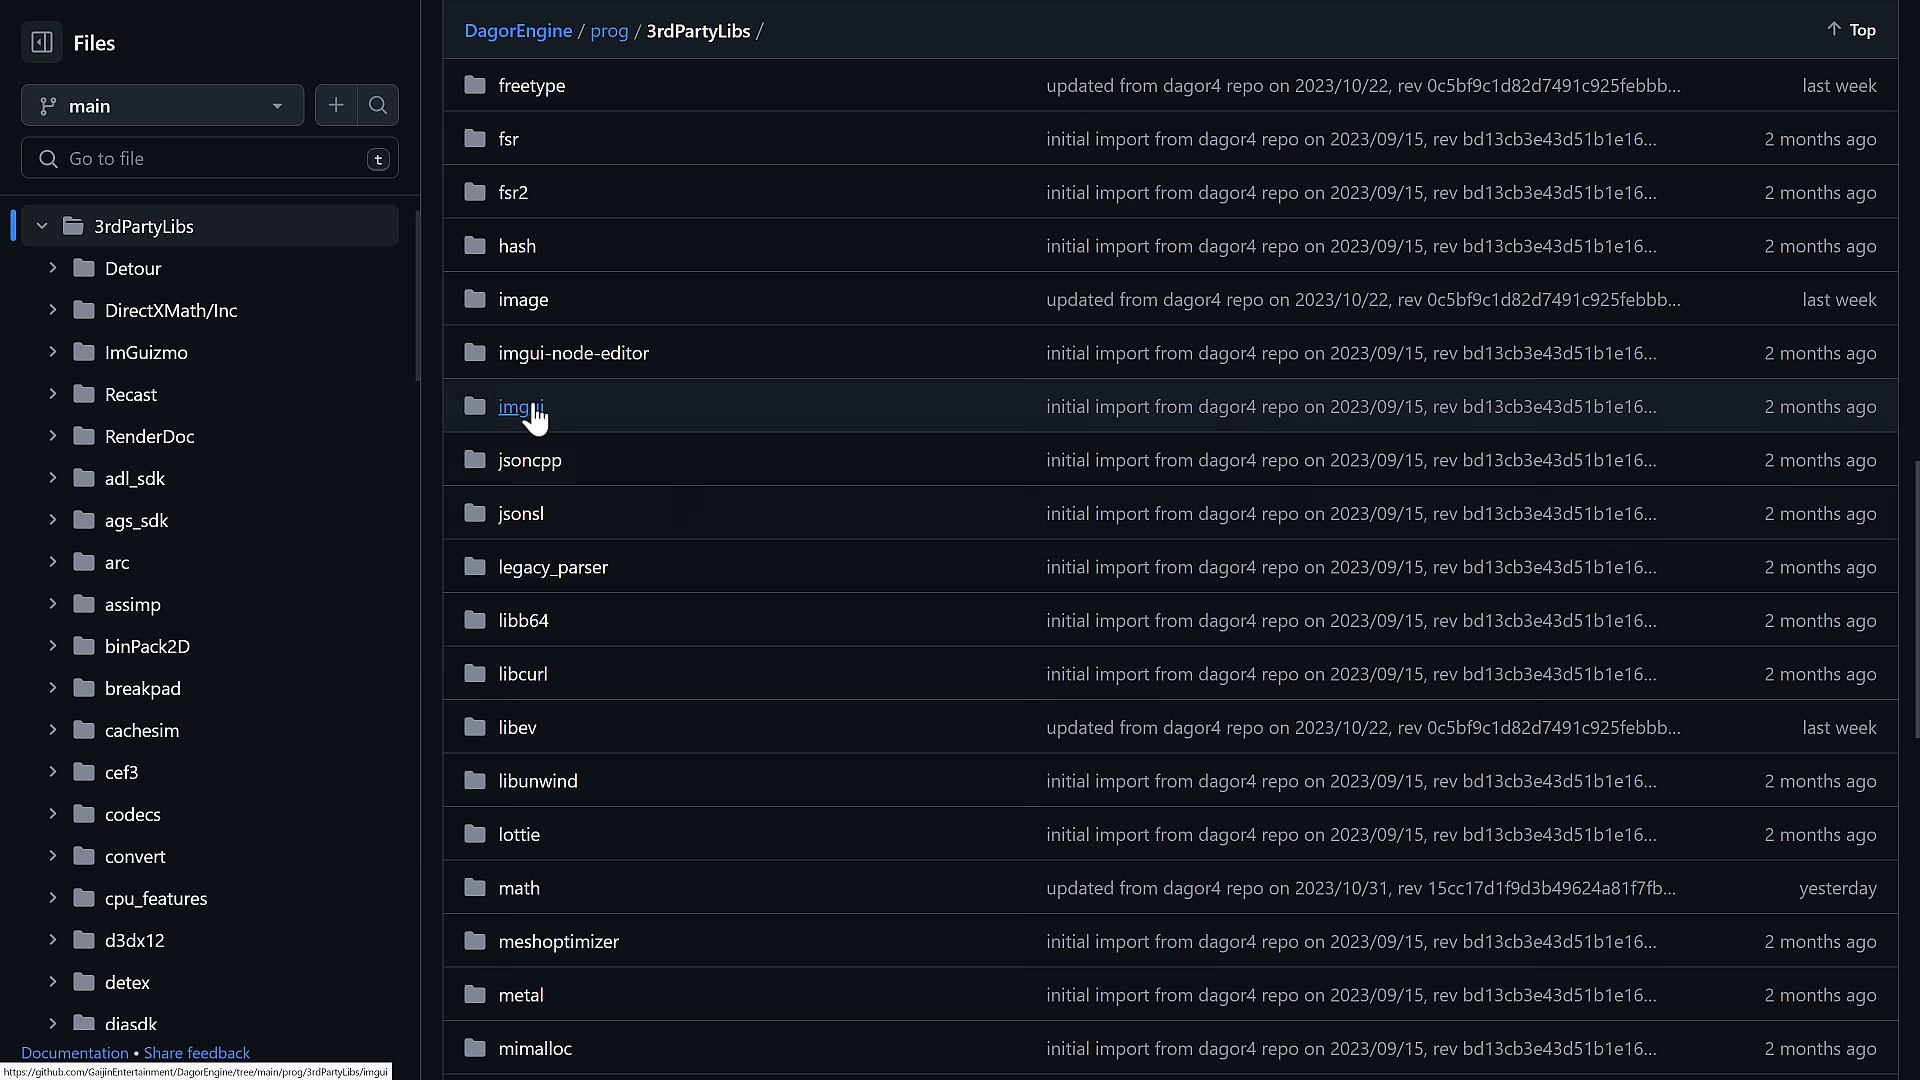 Files
main
Go to file
t
3rdPartyLibs
Detour
DirectXMath/Inc
ImGuizmo
Recast
RenderDoc
adl_sdk
ags_sdk
arc
assimp
binPack2D
breakpad
cachesim
cef3
codecs
convert
cpu_features
d3dx12
detex
diasdk
Documentation • Share feedback
https://github.com/GaijinEntertainment/DagorEngine/tree/main/prog/3rdPartyLibs/imgui
DagorEngine / prog / 3rdPartyLibs /
Top
freetype updated from dagor4 repo on 2023/10/22, rev 0c5bf9c1d82d7491c925febbb... last week
fsr initial import from dagor4 repo on 2023/09/15, rev bd13cb3e43d51b1e16... 2 months ago
fsr2 initial import from dagor4 repo on 2023/09/15, rev bd13cb3e43d51b1e16... 2 months ago
hash initial import from dagor4 repo on 2023/09/15, rev bd13cb3e43d51b1e16... 2 months ago
image updated from dagor4 repo on 2023/10/22, rev 0c5bf9c1d82d7491c925febbb... last week
imgui-node-editor initial import from dagor4 repo on 2023/09/15, rev bd13cb3e43d51b1e16... 2 months ago
imgui initial import from dagor4 repo on 2023/09/15, rev bd13cb3e43d51b1e16... 2 months ago
jsoncpp initial import from dagor4 repo on 2023/09/15, rev bd13cb3e43d51b1e16... 2 months ago
jsonsl initial import from dagor4 repo on 2023/09/15, rev bd13cb3e43d51b1e16... 2 months ago
legacy_parser initial import from dagor4 repo on 2023/09/15, rev bd13cb3e43d51b1e16... 2 months ago
libb64 initial import from dagor4 repo on 2023/09/15, rev bd13cb3e43d51b1e16... 2 months ago
libcurl initial import from dagor4 repo on 2023/09/15, rev bd13cb3e43d51b1e16... 2 months ago
libev updated from dagor4 repo on 2023/10/22, rev 0c5bf9c1d82d7491c925febbb... last week
libunwind initial import from dagor4 repo on 2023/09/15, rev bd13cb3e43d51b1e16... 2 months ago
lottie initial import from dagor4 repo on 2023/09/15, rev bd13cb3e43d51b1e16... 2 months ago
math updated from dagor4 repo on 2023/10/31, rev 15cc17d1f9d3b49624a81f7fb... yesterday
meshoptimizer initial import from dagor4 repo on 2023/09/15, rev bd13cb3e43d51b1e16... 2 months ago
metal initial import from dagor4 repo on 2023/09/15, rev bd13cb3e43d51b1e16... 2 months ago
mimalloc initial import from dagor4 repo on 2023/09/15, rev bd13cb3e43d51b1e16... 2 months ago